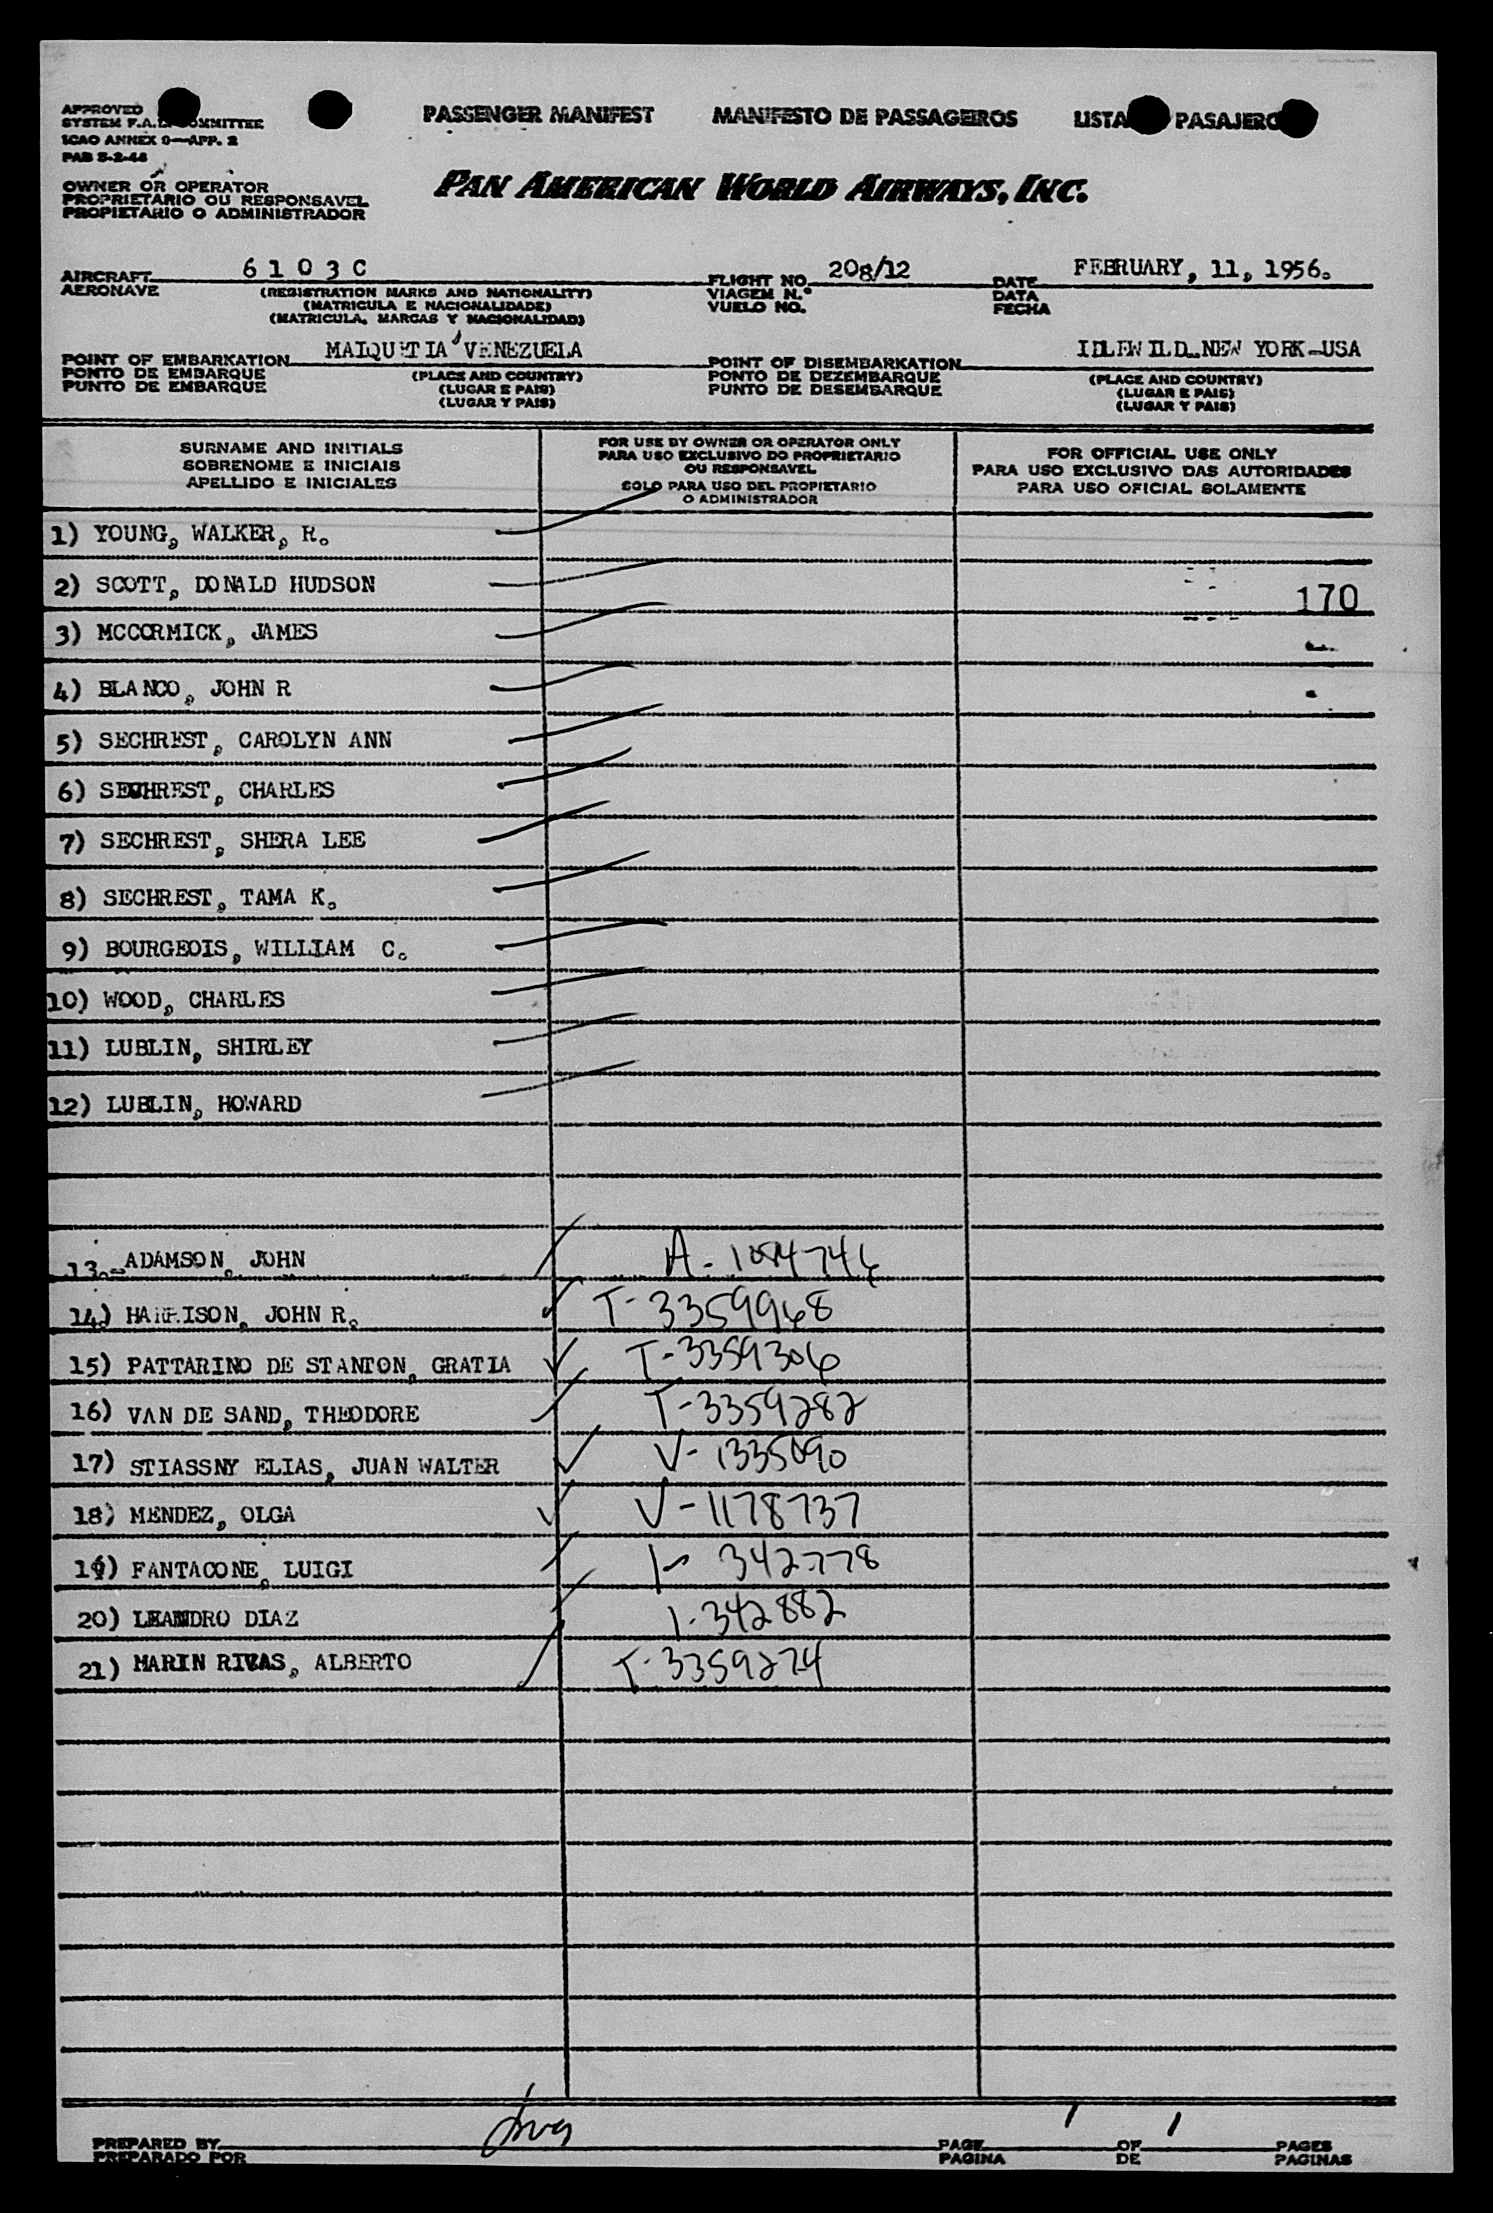 APPROVED
SYSTEM F.A.L. COMMITTEE
ICAO ANNEX 9—APP. 2
PAB 5-2-48
PASSENGER MANIFEST MANIFESTO DE PASSAGEIROS LISTA PASAJERO
OWNER OR OPERATOR
PROPRIETARIO OU RESPONSAVEL
PROPIETARIO O ADMINISTRADOR
PAN AMERICAN WORLD AIRWAYS, INC.
AIRCRAFT 6 1 0 3 C FLIGHT NO. 208/12 DATE FEBRUARY, 11, 1956.
AERONAVE (REGISTRATION MARKS AND NATIONALITY) VIAGEM N.º DATA
(MATRICULA E NACIONALIDADE) VUELO NO. FECHA
(MATRICULA, MARCAS Y NACIONALIDAD)
POINT OF EMBARKATION MAIQUETIA VENEZUELA POINT OF DISEMBARKATION IDLEWILD-NEW YORK-USA
PONTO DE EMBARQUE (PLACE AND COUNTRY) PONTO DE DEZEMBARQUE (PLACE AND COUNTRY)
PUNTO DE EMBARQUE (LUGAR E PAIS) PUNTO DE DESEMBARQUE (LUGAR E PAIS)
(LUGAR Y PAIS) (LUGAR Y PAIS)
SURNAME AND INITIALS
SOBRENOME E INICIAIS
APELLIDO E INICIALES
FOR USE BY OWNER OR OPERATOR ONLY
PARA USO EXCLUSIVO DO PROPRIETARIO
OU RESPONSAVEL
SOLO PARA USO DEL PROPIETARIO
O ADMINISTRADOR
FOR OFFICIAL USE ONLY
PARA USO EXCLUSIVO DAS AUTORIDADES
PARA USO OFICIAL SOLAMENTE
1) YOUNG, WALKER, R.
2) SCOTT, DONALD HUDSON
170
3) MCCORMICK, JAMES
4) BLANCO, JOHN R
5) SECHREST, CAROLYN ANN
6) SECHREST, CHARLES
7) SECHREST, SHERA LEE
8) SECHREST, TAMA K.
9) BOURGEOIS, WILLIAM C.
10) WOOD, CHARLES
11) LUBLIN, SHIRLEY
12) LUBLIN, HOWARD
13.- ADAMSON, JOHN A-1084746
14) HARRISON, JOHN R. T-3359968
15) PATTARINO DE STANTON, GRATIA T-3359306
16) VAN DE SAND, THEODORE T-3359282
17) STIASSNY ELIAS, JUAN WALTER V-1335090
18) MENDEZ, OLGA V-1178737
19) FANTACONE, LUIGI 1- 342778
20) LEANDRO DIAZ 1-342882
21) MARIN RIVAS, ALBERTO T-3359274
PREPARED BY PAGE 1 OF 1 PAGES
PREPARADO POR PAGINA DE PAGINAS